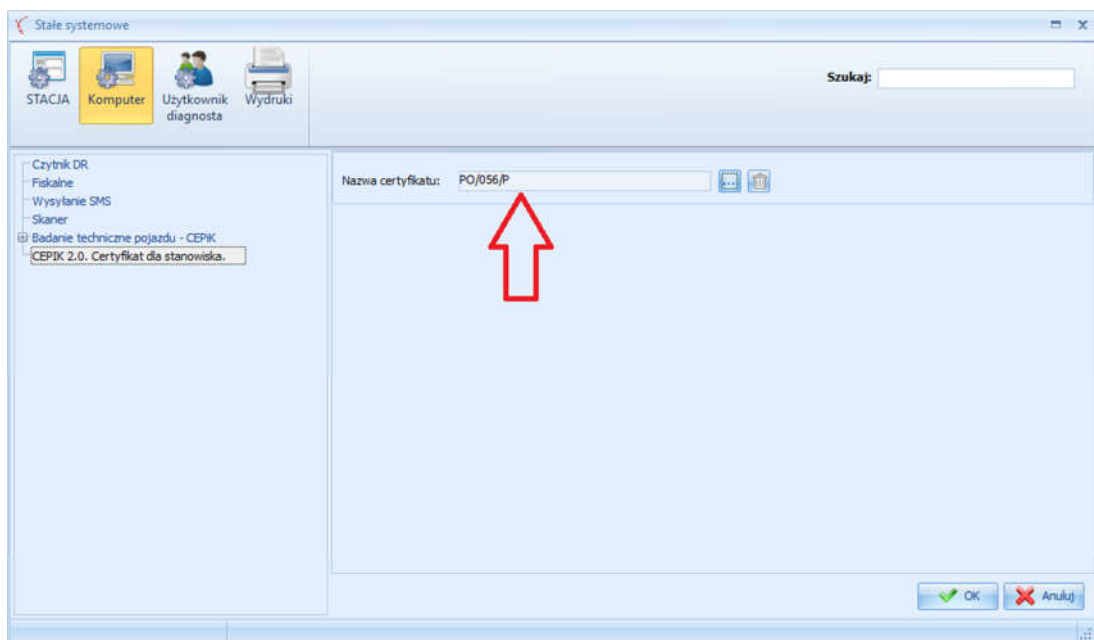 Stałe systemowe
STACJA
Komputer
Użytkownik
diagnosta
Wydruki
Szukaj:
Czytnik DR
Fiskalne
Wysyłanie SMS
Skaner
Badanie techniczne pojazdu - CEPiK
CEPIK 2.0. Certyfikat dla stanowiska.
Nazwa certyfikatu: PO/056/P
OK
Anuluj